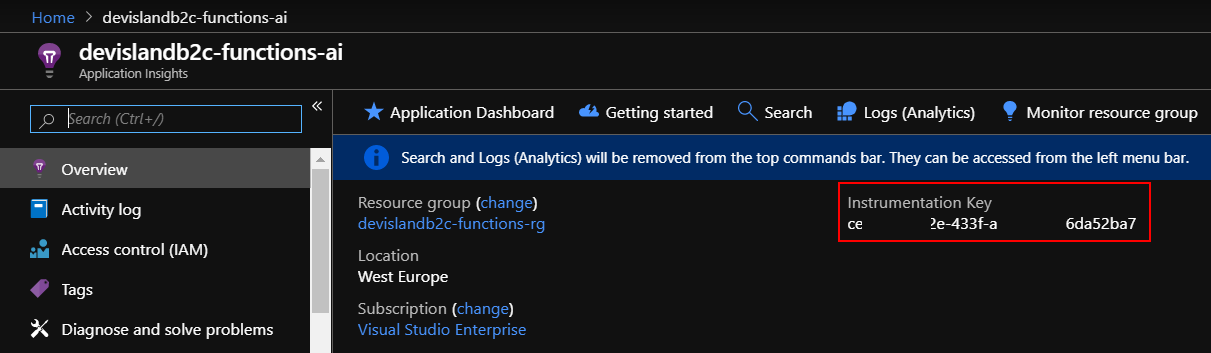 Home > devislandb2c-functions-ai
devislandb2c-functions-ai
Application Insights
Search (Ctrl+/)
«
Overview
Activity log
Access control (IAM)
Tags
Diagnose and solve problems
Application Dashboard
Getting started
Search
Logs (Analytics)
Monitor resource group
Search and Logs (Analytics) will be removed from the top commands bar. They can be accessed from the left menu bar.
Resource group (change)
devislandb2c-functions-rg
Location
West Europe
Subscription (change)
Visual Studio Enterprise
Instrumentation Key
ce 2e-433f-a 6da52ba7